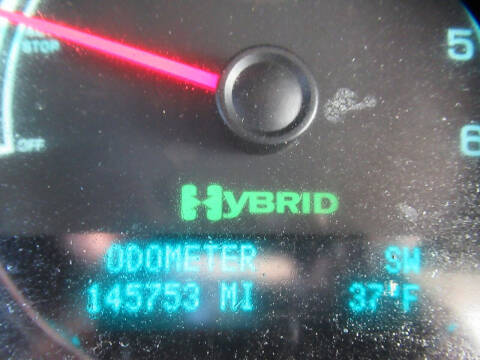 STOP
5
OFF
6
HYBRID
ODOMETER SW
145753 MI 37°F